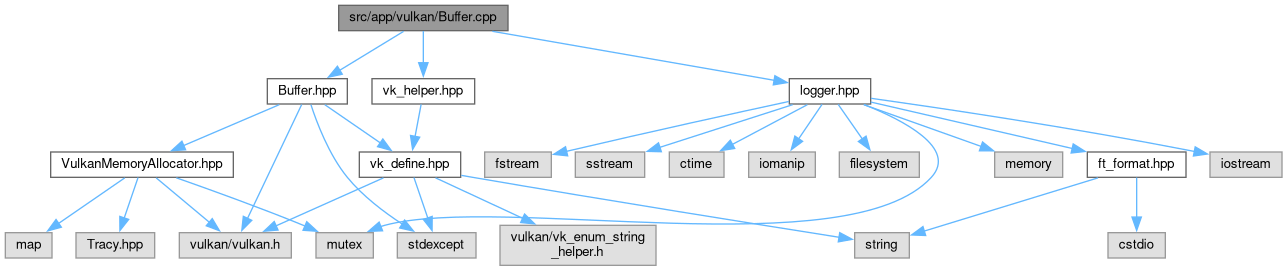 src/app/vulkan/Buffer.cpp
Buffer.hpp
vk_helper.hpp
logger.hpp
VulkanMemoryAllocator.hpp
vk_define.hpp
fstream
sstream
ctime
iomanip
filesystem
memory
ft_format.hpp
iostream
map
Tracy.hpp
vulkan/vulkan.h
mutex
stdexcept
vulkan/vk_enum_string
_helper.h
string
cstdio